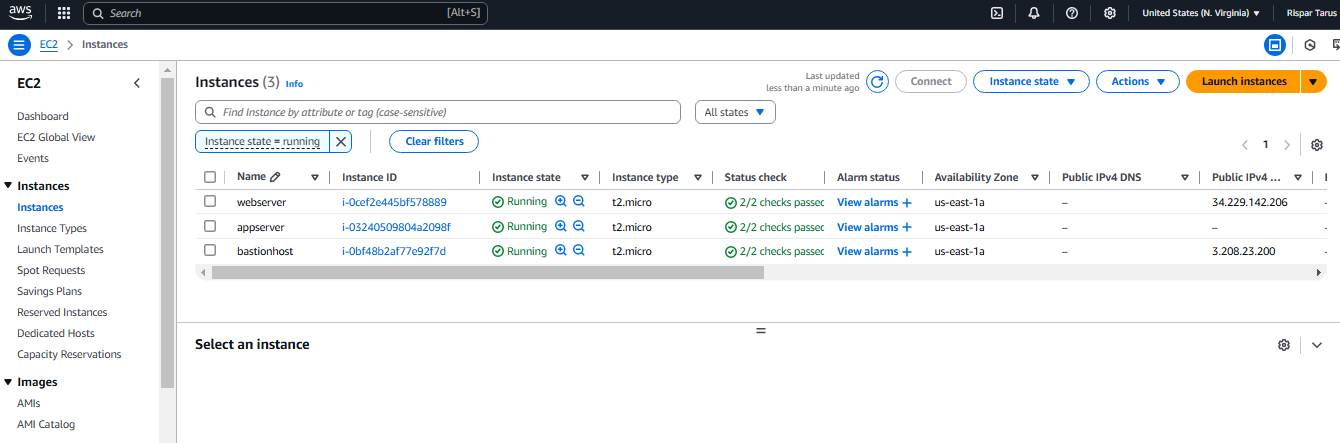 aws Search [Alt+S] United States (N. Virginia) Rispar Tarus
EC2 Instances
EC2
Dashboard
EC2 Global View
Events
Instances
Instances
Instance Types
Launch Templates
Spot Requests
Savings Plans
Reserved Instances
Dedicated Hosts
Capacity Reservations
Images
AMIs
AMI Catalog
Instances (3) Info
Last updated
less than a minute ago
Connect Instance state Actions Launch instances
Find Instance by attribute or tag (case-sensitive) All states
Instance state = running Clear filters
1
Name Instance ID Instance state Instance type Status check Alarm status Availability Zone Public IPv4 DNS Public IPv4 ...
webserver i-0cef2e445bf578889 Running t2.micro 2/2 checks passed View alarms + us-east-1a – 34.229.142.206 –
appserver i-03240509804a2098f Running t2.micro 2/2 checks passed View alarms + us-east-1a – – –
bastionhost i-0bf48b2af77e92f7d Running t2.micro 2/2 checks passed View alarms + us-east-1a – 3.208.23.200 –
Select an instance